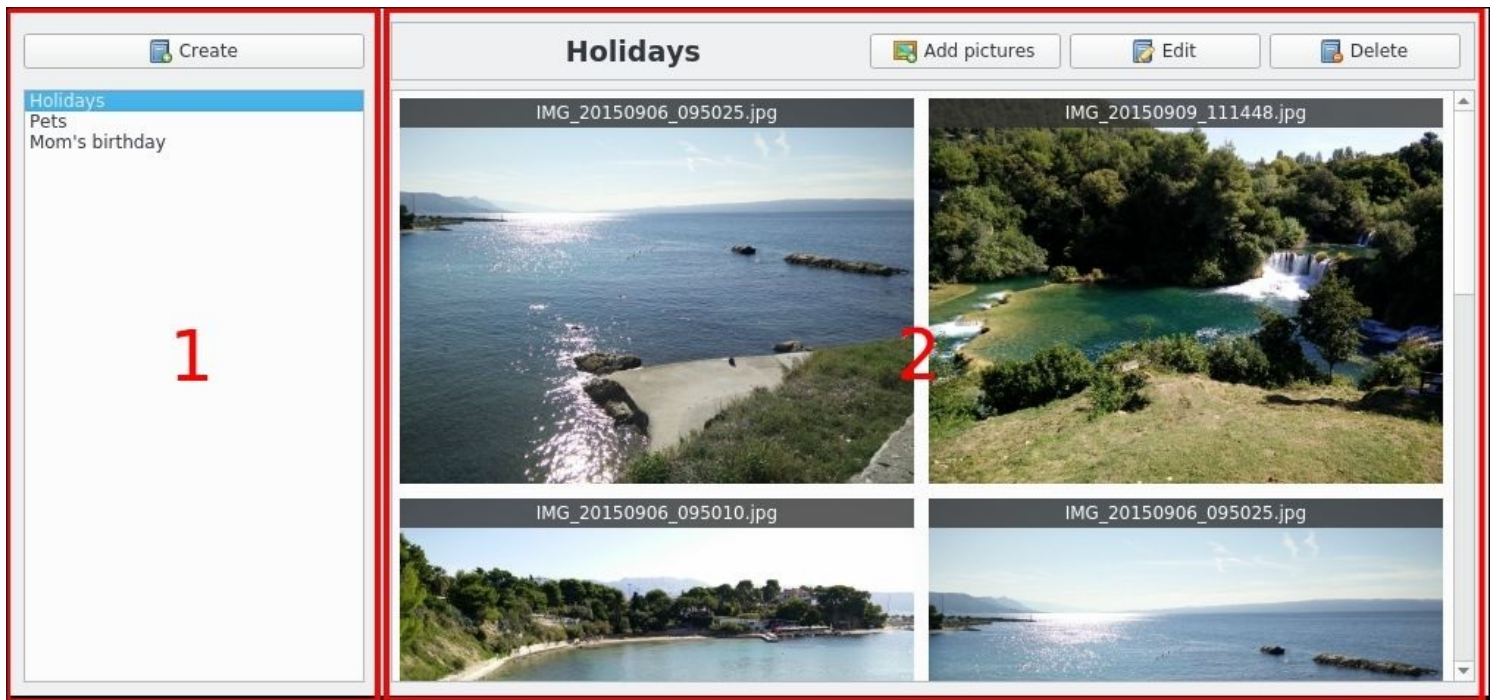 Create
Holidays
Pets
Mom's birthday
1
Holidays
Add pictures
Edit
Delete
IMG_20150906_095025.jpg
IMG_20150909_111448.jpg
2
IMG_20150906_095010.jpg
IMG_20150906_095025.jpg